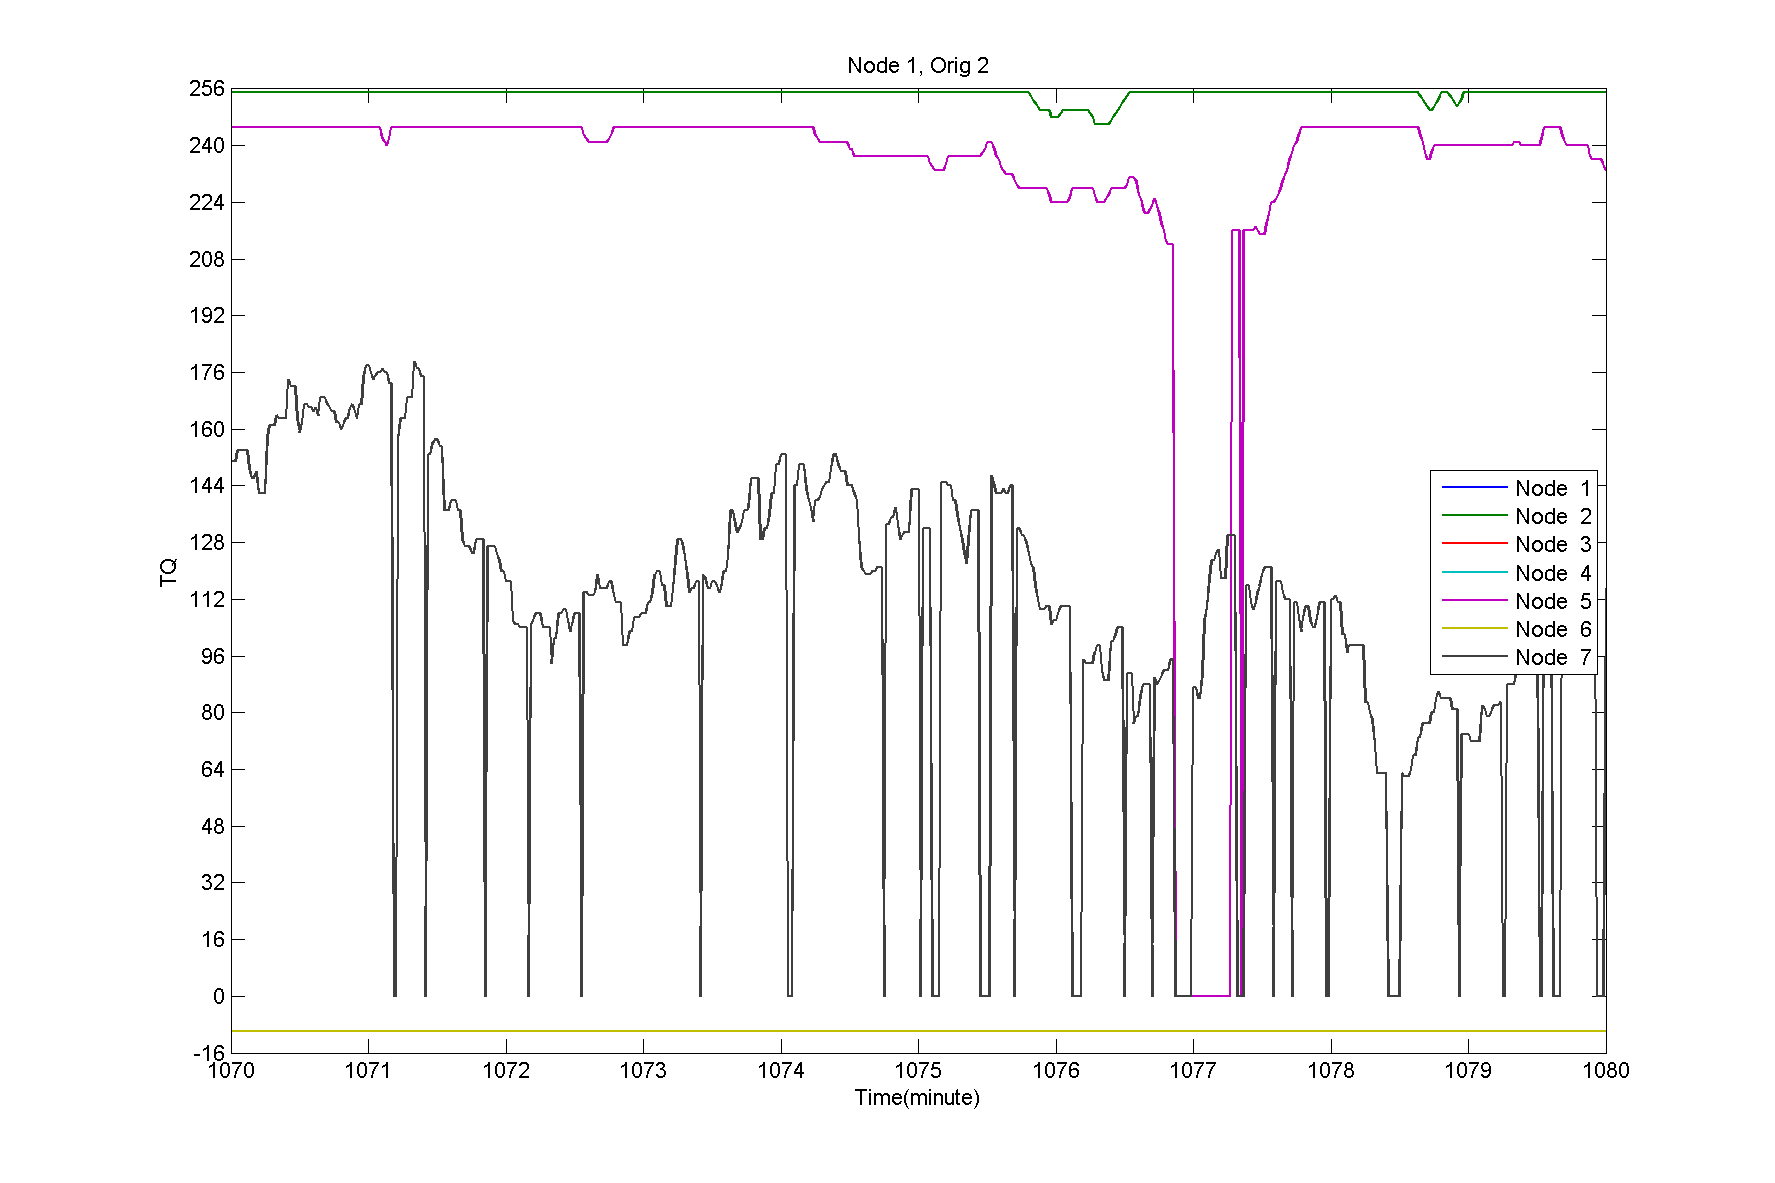 Node 1, Orig 2
256
240
224
208
192
176
160
144
128
112
96
80
64
48
32
16
0
-16
TQ
Node 1
Node 2
Node 3
Node 4
Node 5
Node 6
Node 7
1070 1071 1072 1073 1074 1075 1076 1077 1078 1079 1080
Time(minute)